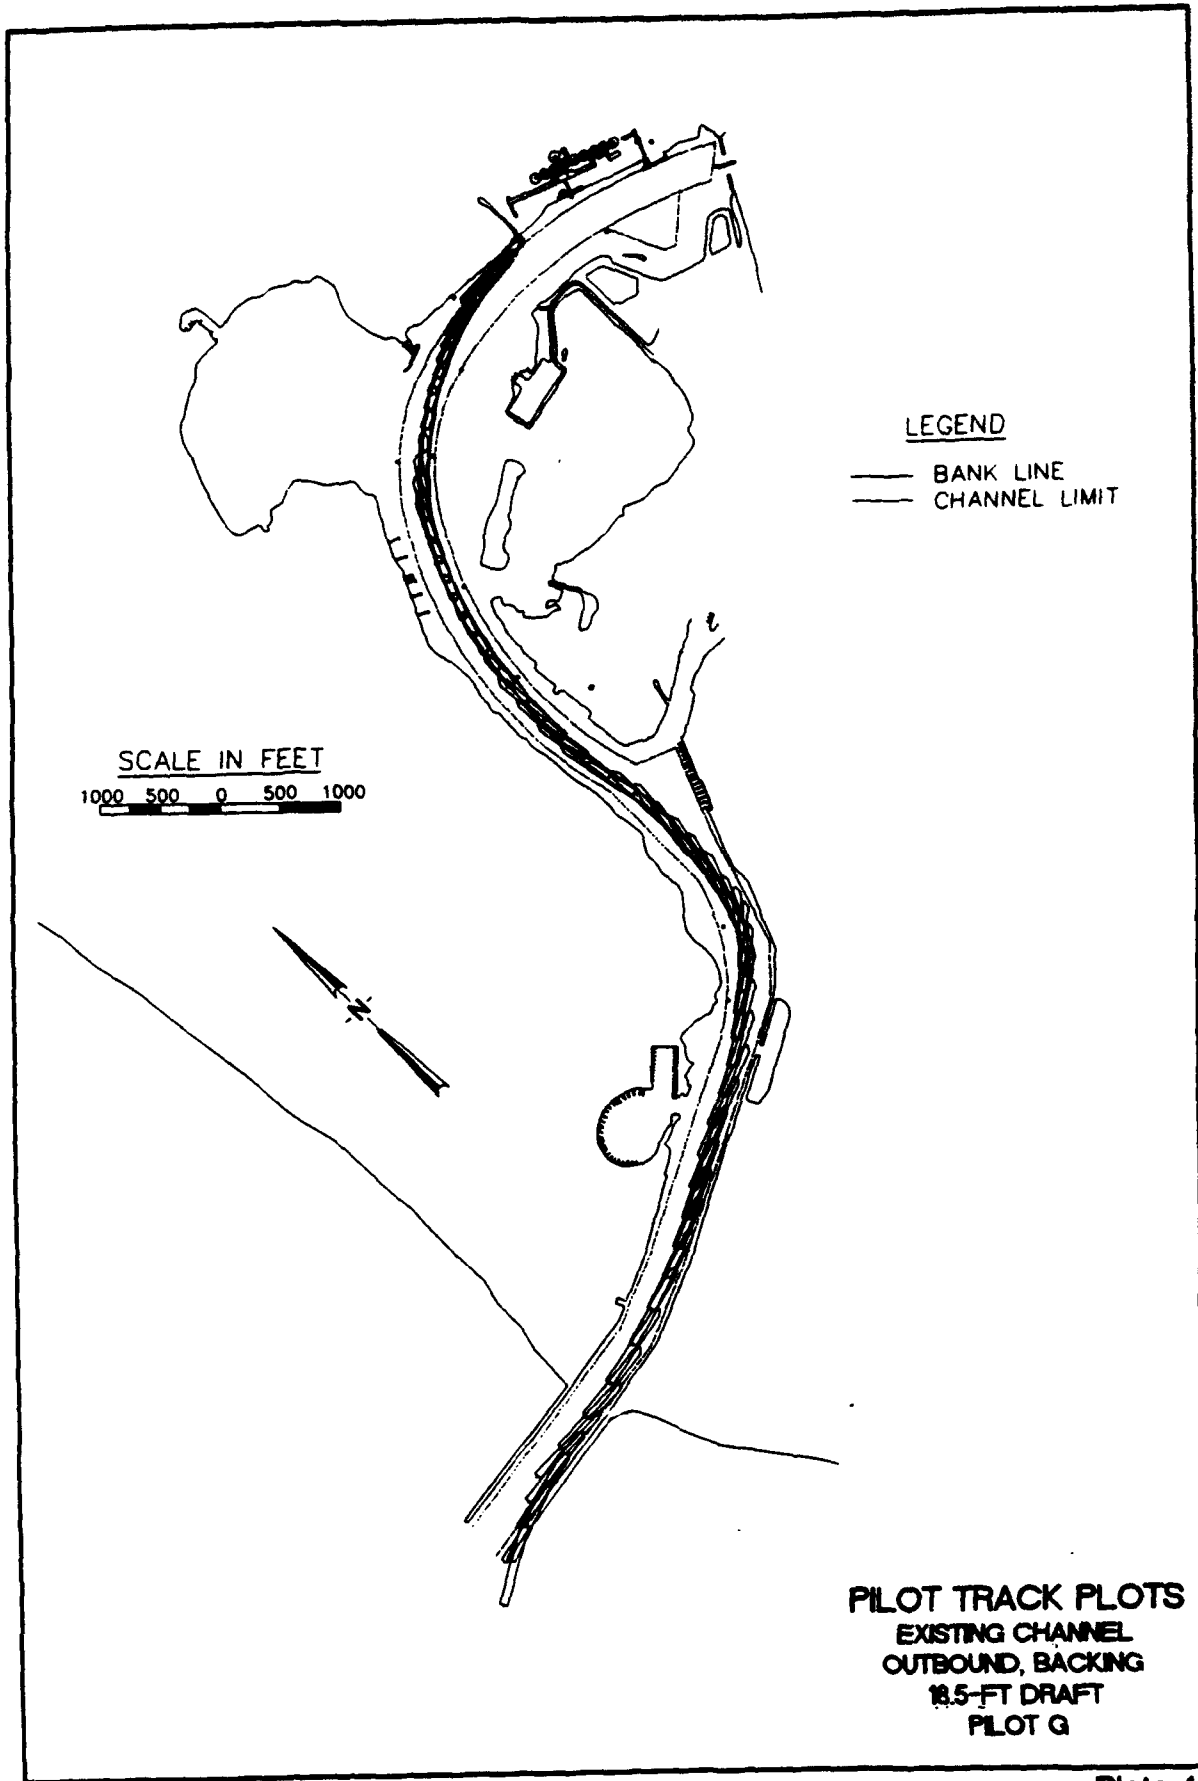 LEGEND
BANK LINE
CHANNEL LIMIT
SCALE IN FEET
1000 500 0 500 1000
N
PILOT TRACK PLOTS
EXISTING CHANNEL
OUTBOUND, BACKING
18.5-FT DRAFT
PILOT G